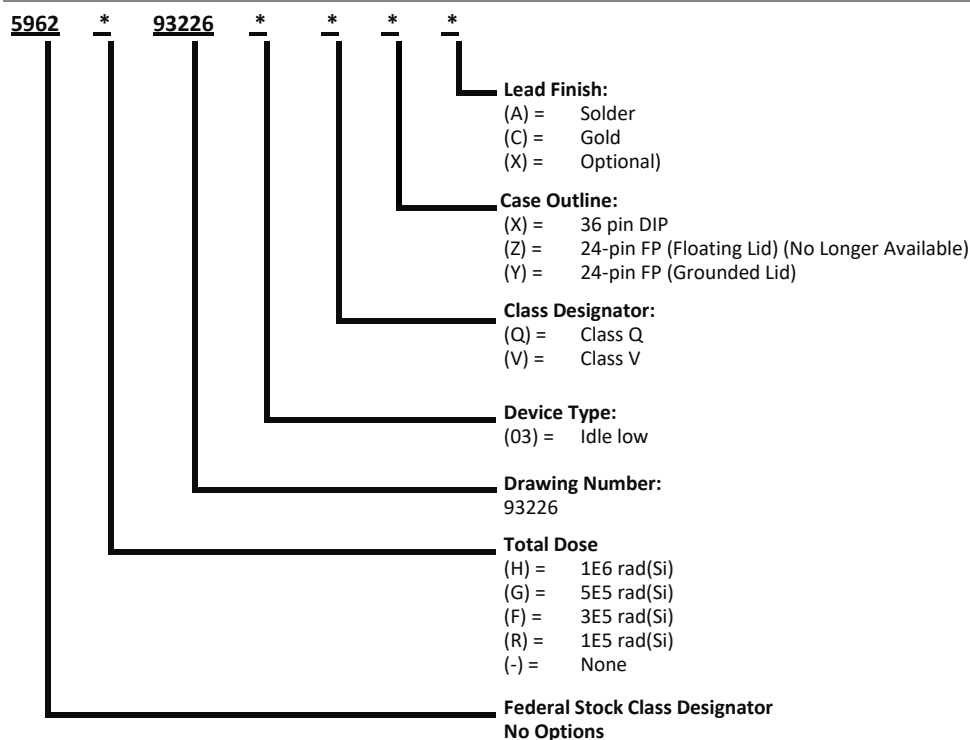 5962 * 93226 * * * *
Lead Finish:
(A) = Solder
(C) = Gold
(X) = Optional)
Case Outline:
(X) = 36 pin DIP
(Z) = 24-pin FP (Floating Lid) (No Longer Available)
(Y) = 24-pin FP (Grounded Lid)
Class Designator:
(Q) = Class Q
(V) = Class V
Device Type:
(03) = Idle low
Drawing Number:
93226
Total Dose
(H) = 1E6 rad(Si)
(G) = 5E5 rad(Si)
(F) = 3E5 rad(Si)
(R) = 1E5 rad(Si)
(-) = None
Federal Stock Class Designator
No Options